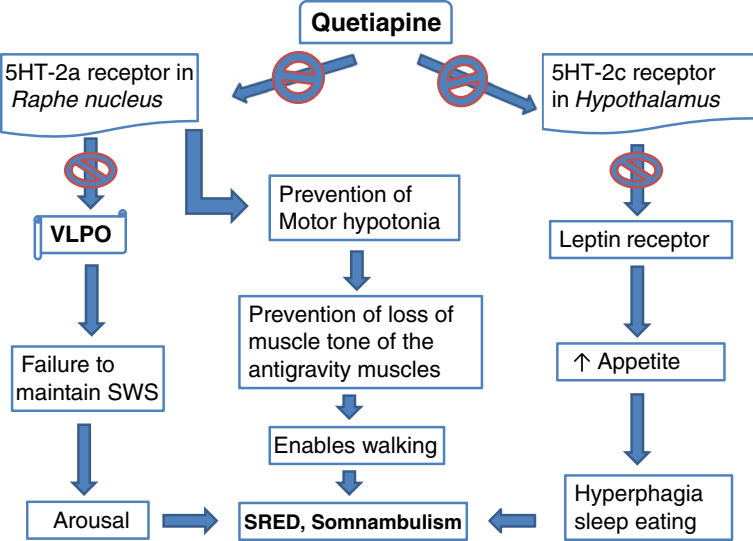 Quetiapine
5HT-2a receptor in
Raphe nucleus
5HT-2c receptor
in Hypothalamus
VLPO
Prevention of
Motor hypotonia
Leptin receptor
Failure to
maintain SWS
Prevention of loss of
muscle tone of the
antigravity muscles
↑ Appetite
Enables walking
Arousal
SRED, Somnambulism
Hyperphagia
sleep eating